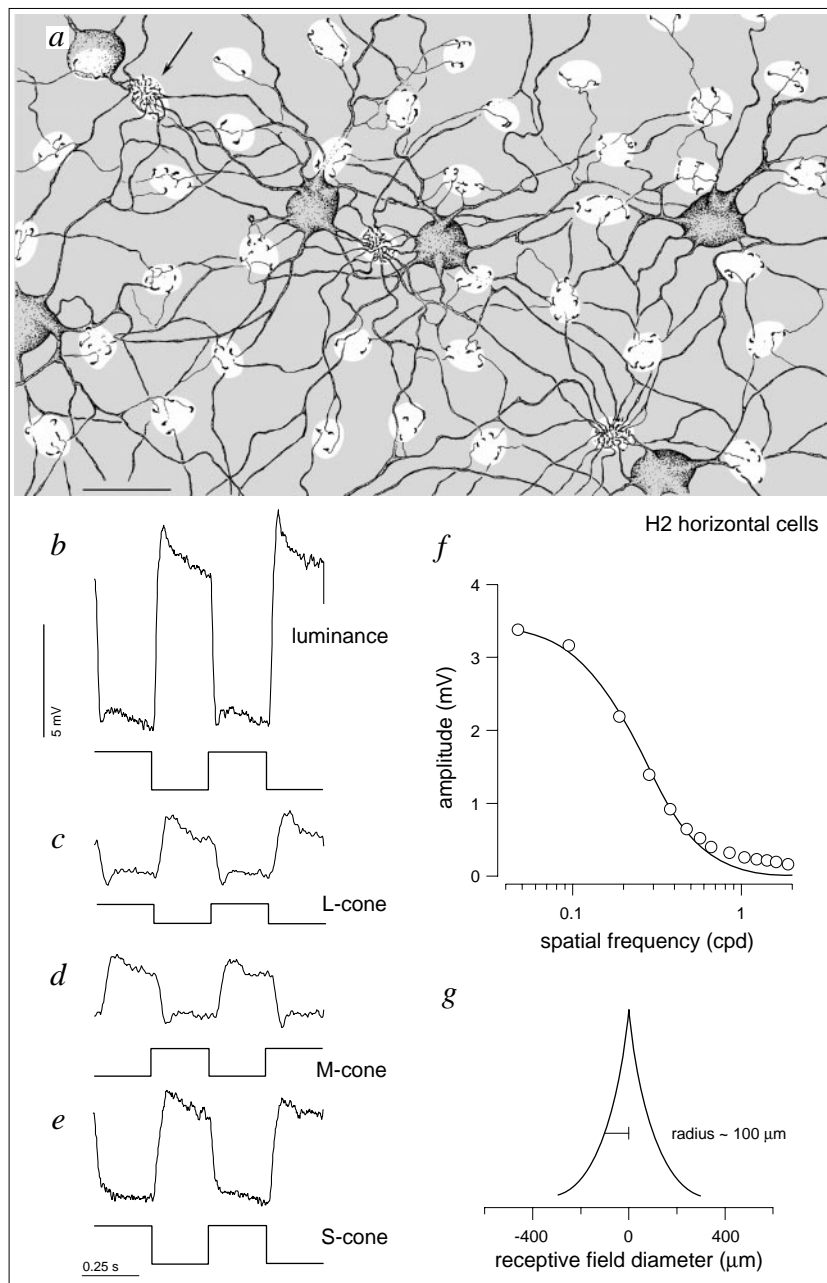 a
H2 horizontal cells
b
luminance
5 mV
c
L-cone
d
M-cone
e
S-cone
0.25 s
f
4
3
2
1
0
amplitude (mV)
0.1
1
spatial frequency (cpd)
g
radius ~ 100 μm
-400
0
400
receptive field diameter (μm)